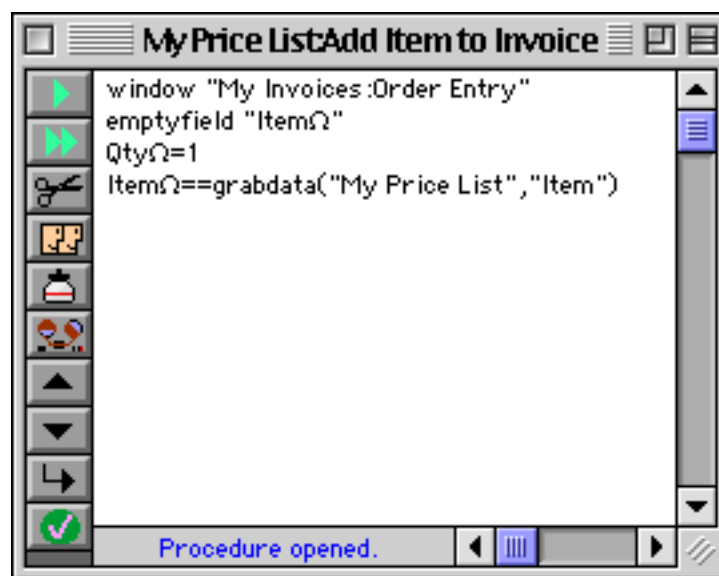 My Price List:Add Item to Invoice
window "My Invoices:Order Entry"
emptyfield "ItemΩ"
QtyΩ=1
ItemΩ==grabdata("My Price List","Item")
Procedure opened.